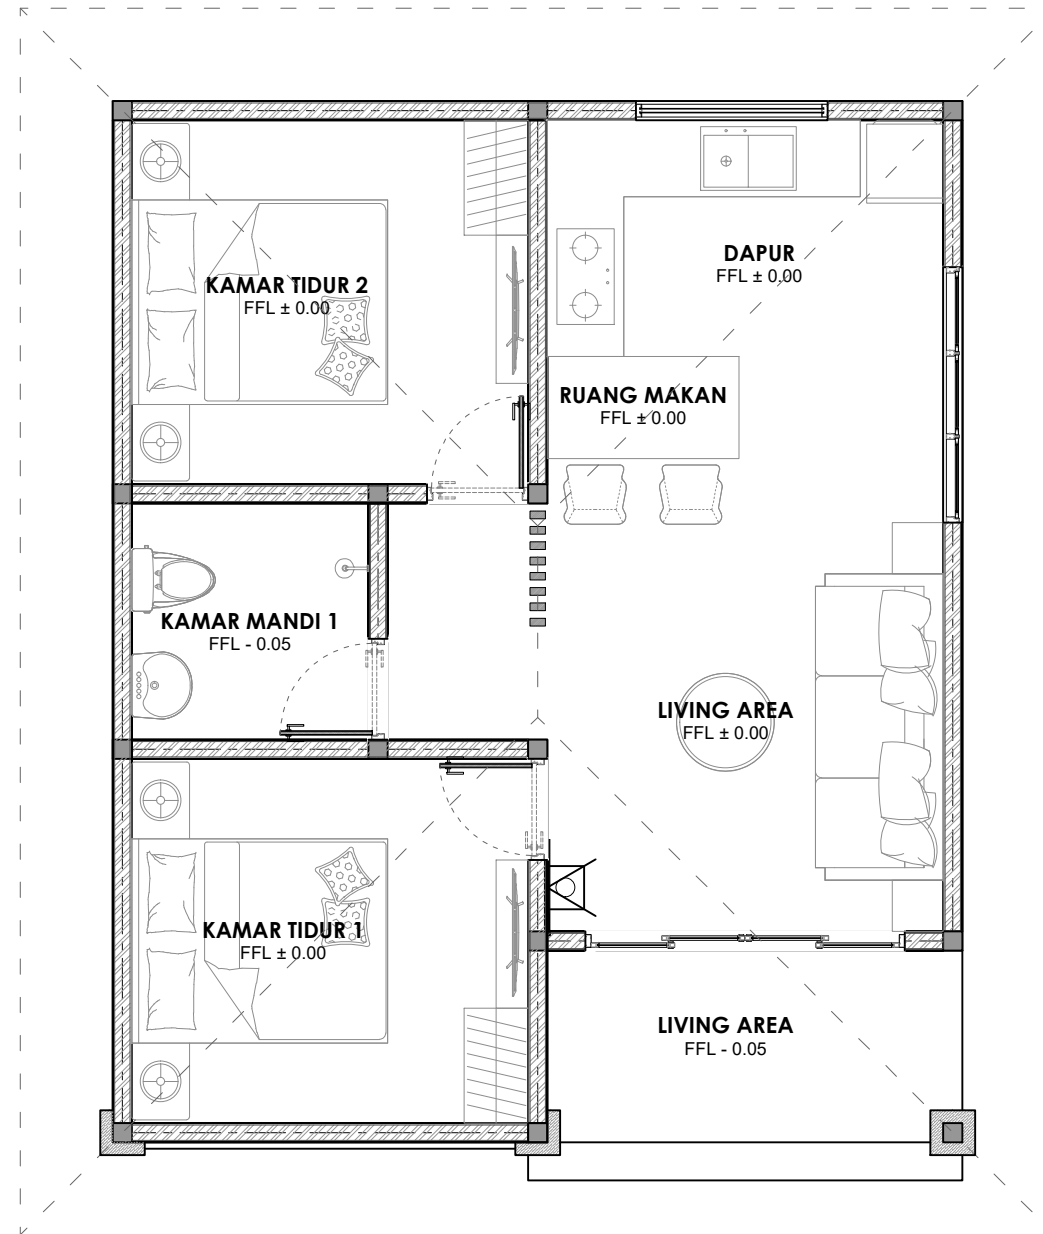 DAPUR
FFL ± 0.00
KAMAR TIDUR 2
FFL ± 0.00
RUANG MAKAN
FFL ± 0.00
KAMAR MANDI 1
FFL - 0.05
LIVING AREA
FFL ± 0.00
KAMAR TIDUR 1
FFL ± 0.00
LIVING AREA
FFL - 0.05